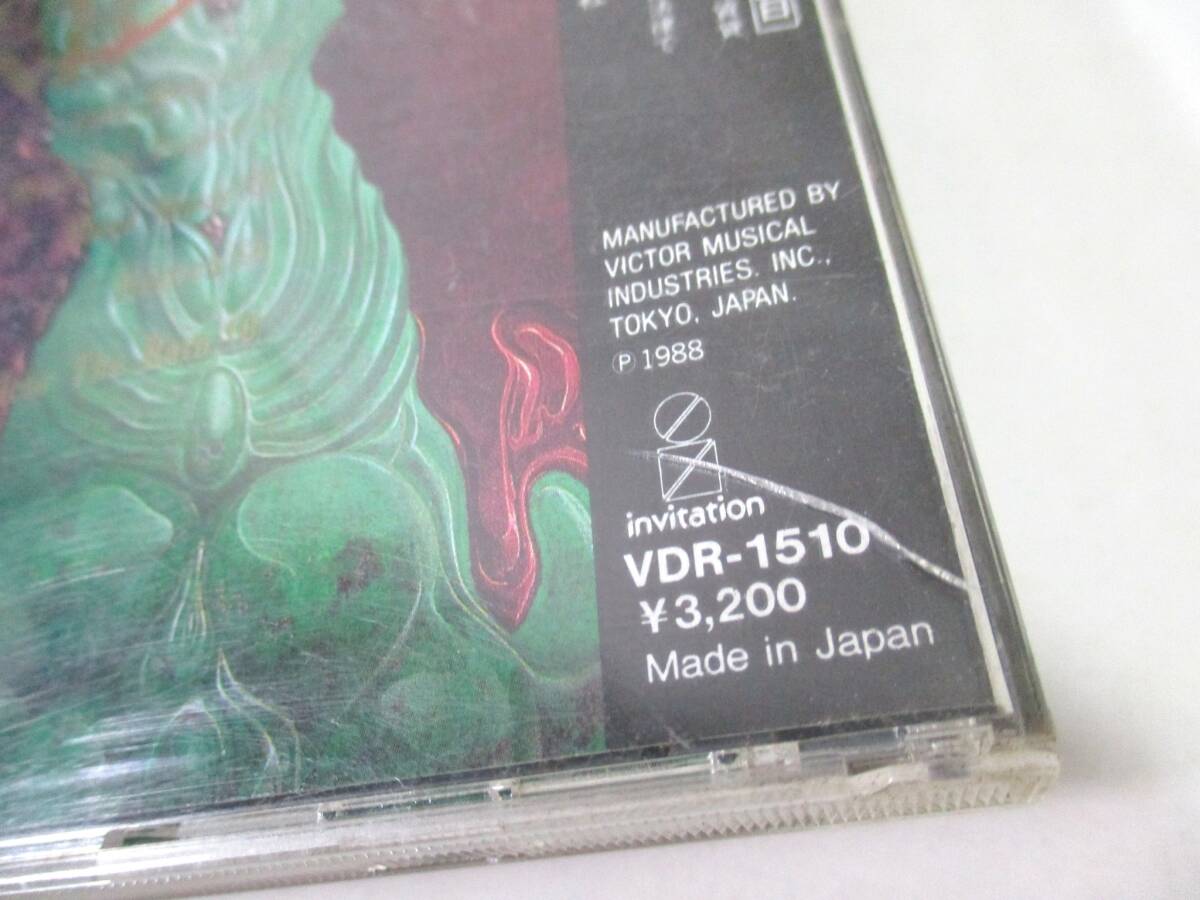 MANUFACTURED BY
VICTOR MUSICAL
INDUSTRIES. INC.,
TOKYO, JAPAN.
Ⓟ 1988
invitation
VDR-1510
¥3,200
Made in Japan